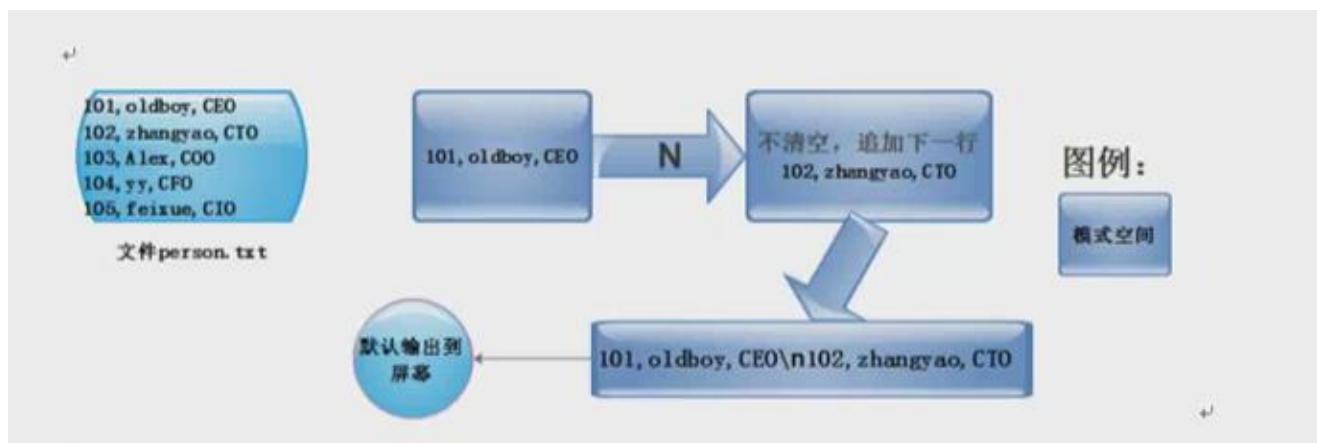 101, oldboy, CEO
102, zhangyao, CTO
103, Alex, COO
104, yy, CFO
105, feixue, CIO
文件person.txt
101, oldboy, CEO
N
不清空，追加下一行
102, zhangyao, CTO
图例：
模式空间
101, oldboy, CEO\n102, zhangyao, CTO
默认输出到
屏幕